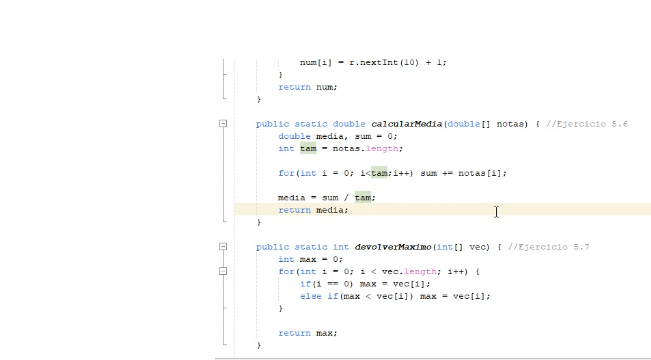 num[i] = r.nextInt(10) + 1;
}
return num;
}
public static double calcularMedia(double[] notas) { //Ejercicio 5.6
double media, sum = 0;
int tam = notas.length;
for(int i = 0; i<tam;i++) sum += notas[i];
media = sum / tam;
return media;
}
public static int devolverMaximo(int[] vec) { //Ejercicio 5.7
int max = 0;
for(int i = 0; i < vec.length; i++) {
if(i == 0) max = vec[i];
else if(max < vec[i]) max = vec[i];
}
return max;
}